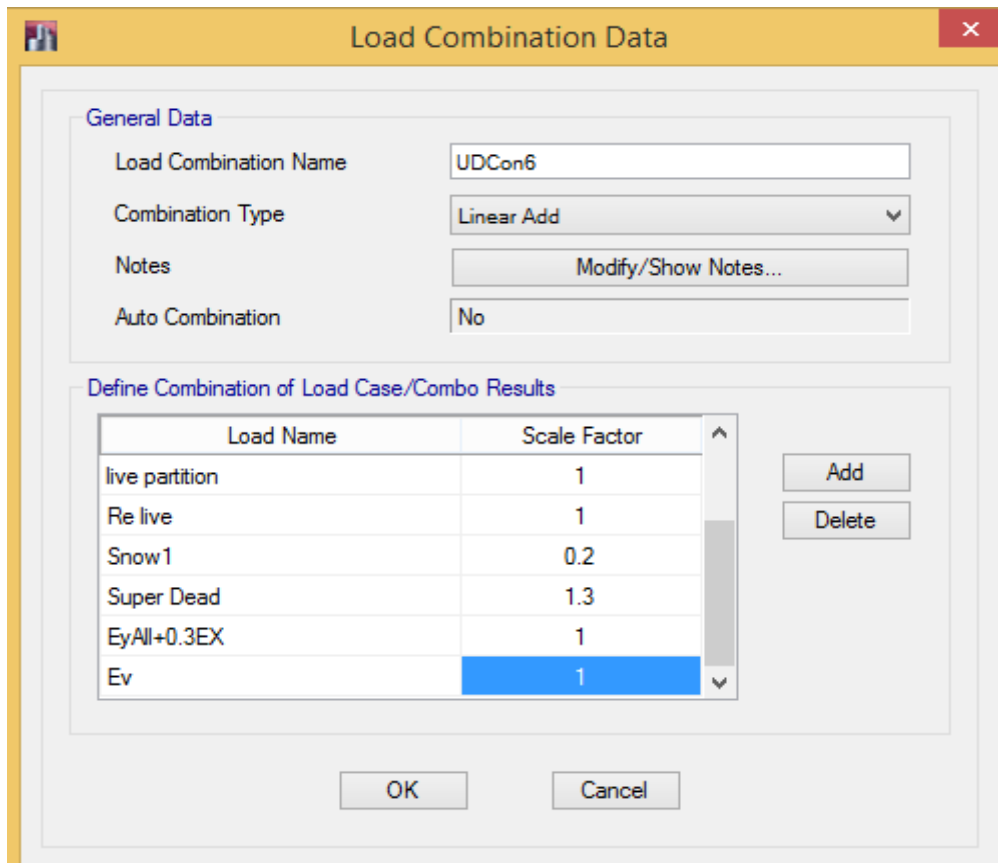 Load Combination Data
General Data
Load Combination Name UDCon6
Combination Type Linear Add
Notes Modify/Show Notes...
Auto Combination No
Define Combination of Load Case/Combo Results
Load Name Scale Factor
live partition 1
Re live 1
Snow1 0.2
Super Dead 1.3
EyAll+0.3EX 1
Ev 1
Add
Delete
OK Cancel